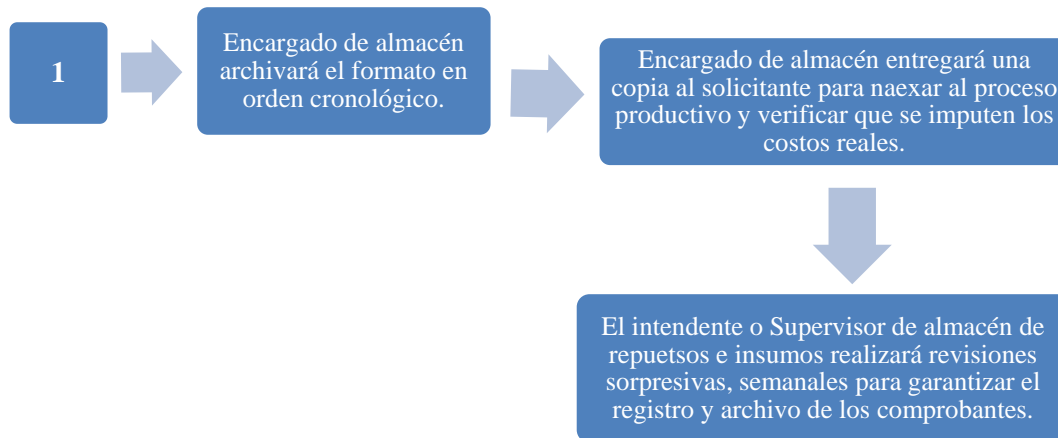 1
Encargado de almacén
archivará el formato en
orden cronológico.
Encargado de almacén entregará una
copia al solicitante para naexar al proceso
productivo y verificar que se imputen los
costos reales.
El intendente o Supervisor de almacén de
repuetsos e insumos realizará revisiones
sorpresivas, semanales para garantizar el
registro y archivo de los comprobantes.